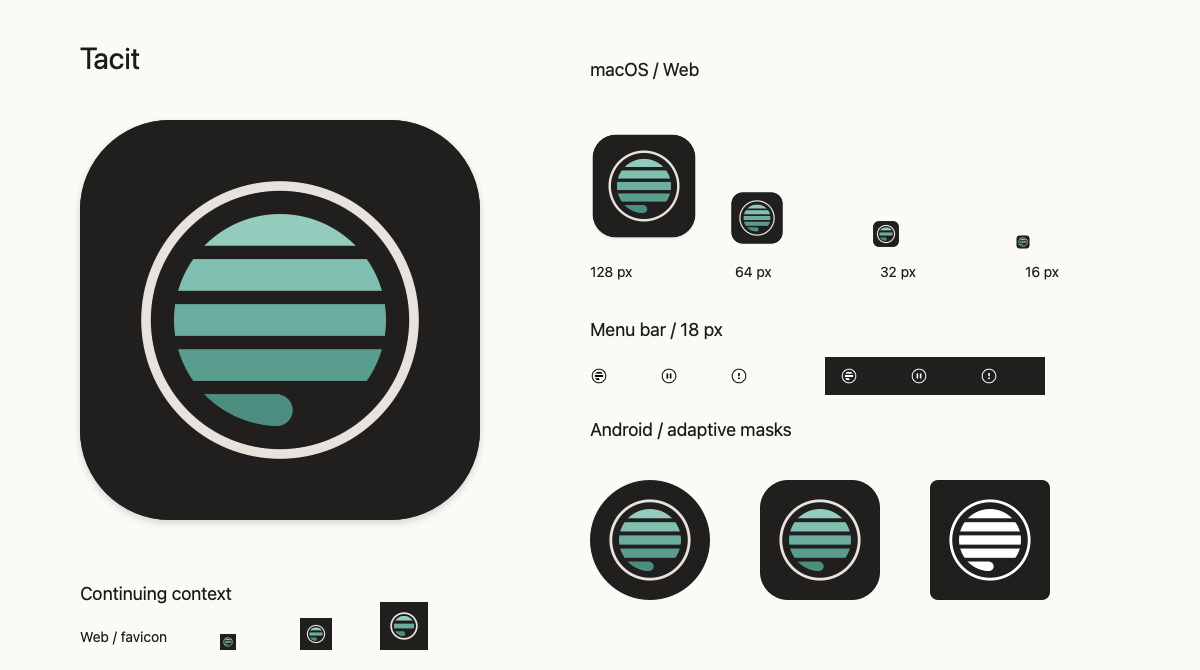 Tacit
macOS / Web
128 px
64 px
32 px
16 px
Menu bar / 18 px
Android / adaptive masks
Continuing context
Web / favicon